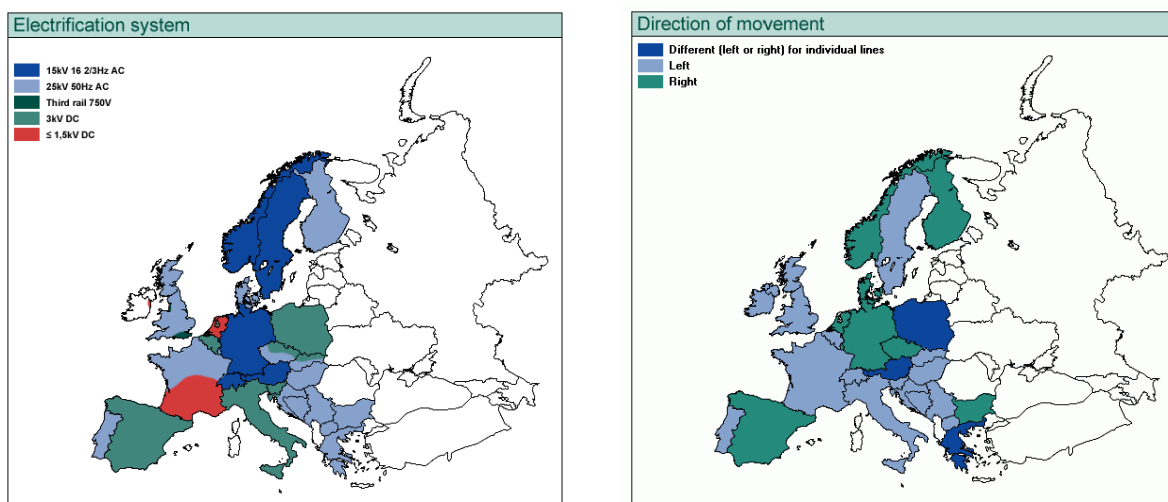 Electrification system
15kV 16 2/3Hz AC
25kV 50Hz AC
Third rail 750V
3kV DC
≤ 1,5kV DC
Direction of movement
Different (left or right) for individual lines
Left
Right